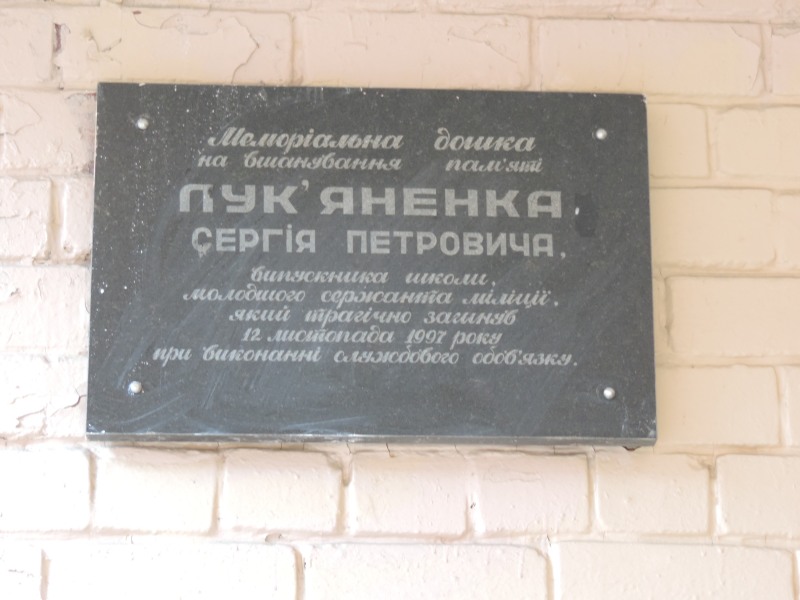 Меморіальна дошка
на вшанування пам'яті
ЛУК'ЯНЕНКА
СЕРГІЯ ПЕТРОВИЧА,
випускника школи,
молодшого сержанта міліції,
який трагічно загинув
12 листопада 1997 року
при виконанні службового обов'язку.